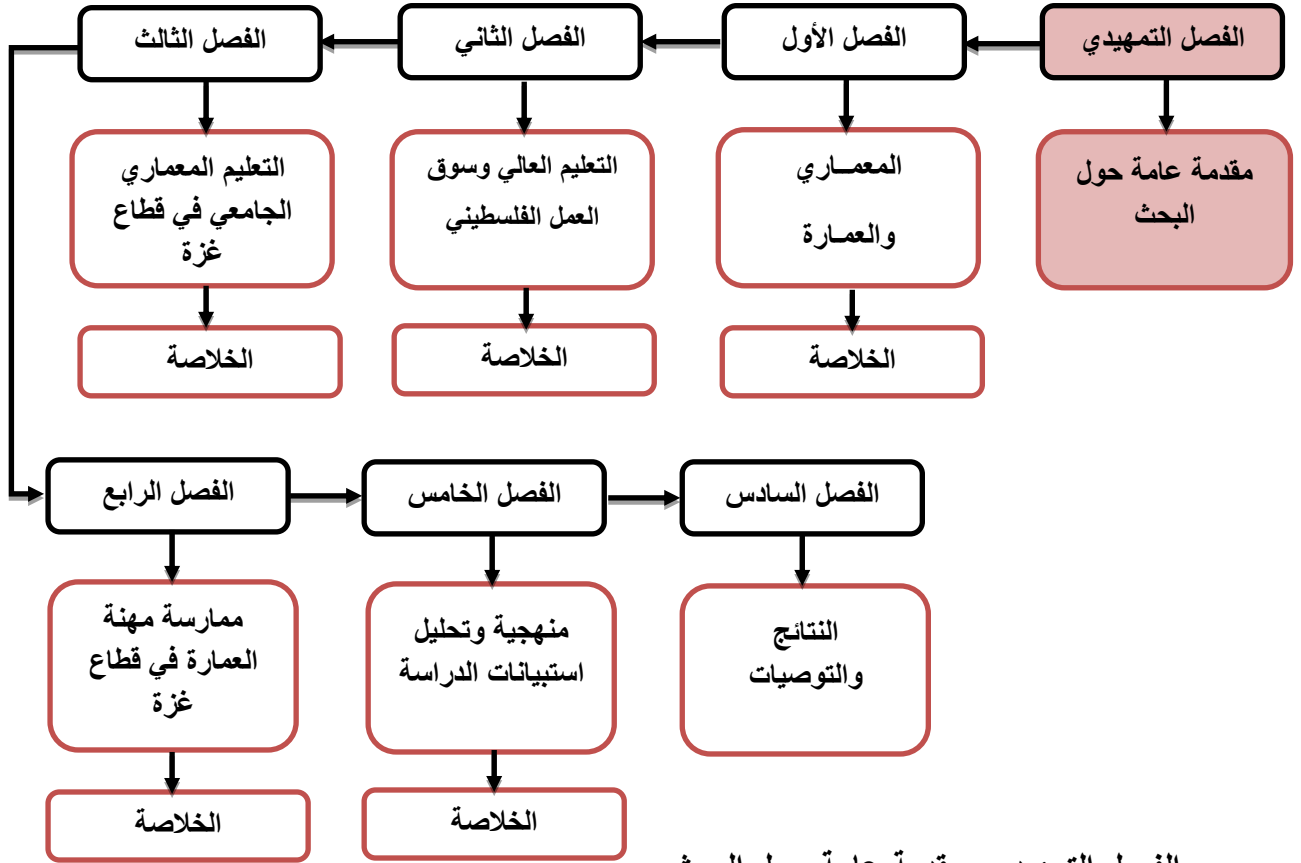 الفصل التمهيدي
الفصل الأول
الفصل الثاني
الفصل الثالث
مقدمة عامة حول
البحث
المعمــاري
والعمـارة
التعليم العالي وسوق
العمل الفلسطيني
التعليم المعماري
الجامعي في قطاع
غزة
الخلاصة
الخلاصة
الخلاصة
الفصل الرابع
الفصل الخامس
الفصل السادس
ممارسة مهنة
العمارة في قطاع
غزة
منهجية وتحليل
استبيانات الدراسة
النتائج
والتوصيات
الخلاصة
الخلاصة